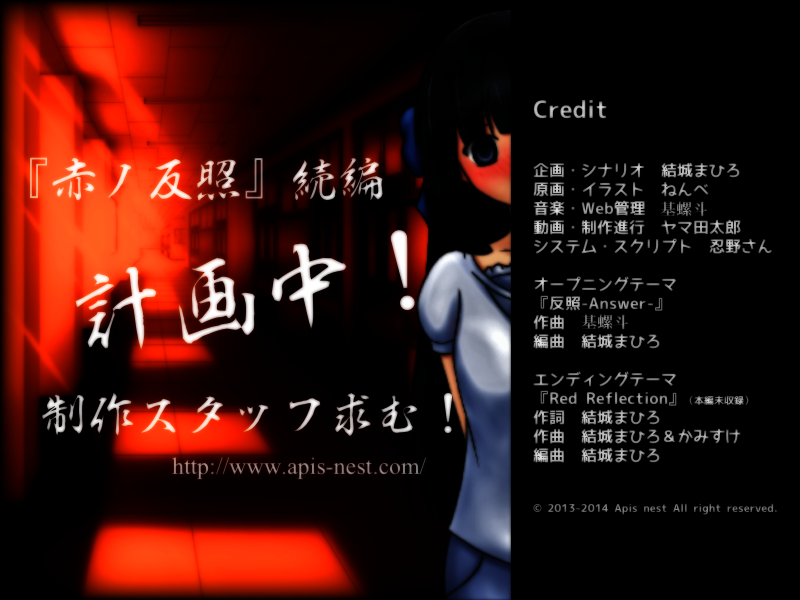 『赤ノ反照』続編
計画中！
制作スタッフ求む！
http://www.apis-nest.com/
Credit
企画・シナリオ　結城まひろ
原画・イラスト　ねんべ
音楽・Web管理　基螺斗
動画・制作進行　ヤマ田太郎
システム・スクリプト　忍野さん
オープニングテーマ
『反照-Answer-』
作曲　基螺斗
編曲　結城まひろ
エンディングテーマ
『Red Reflection』（本編未収録）
作詞　結城まひろ
作曲　結城まひろ＆かみすけ
編曲　結城まひろ
© 2013-2014 Apis nest All right reserved.